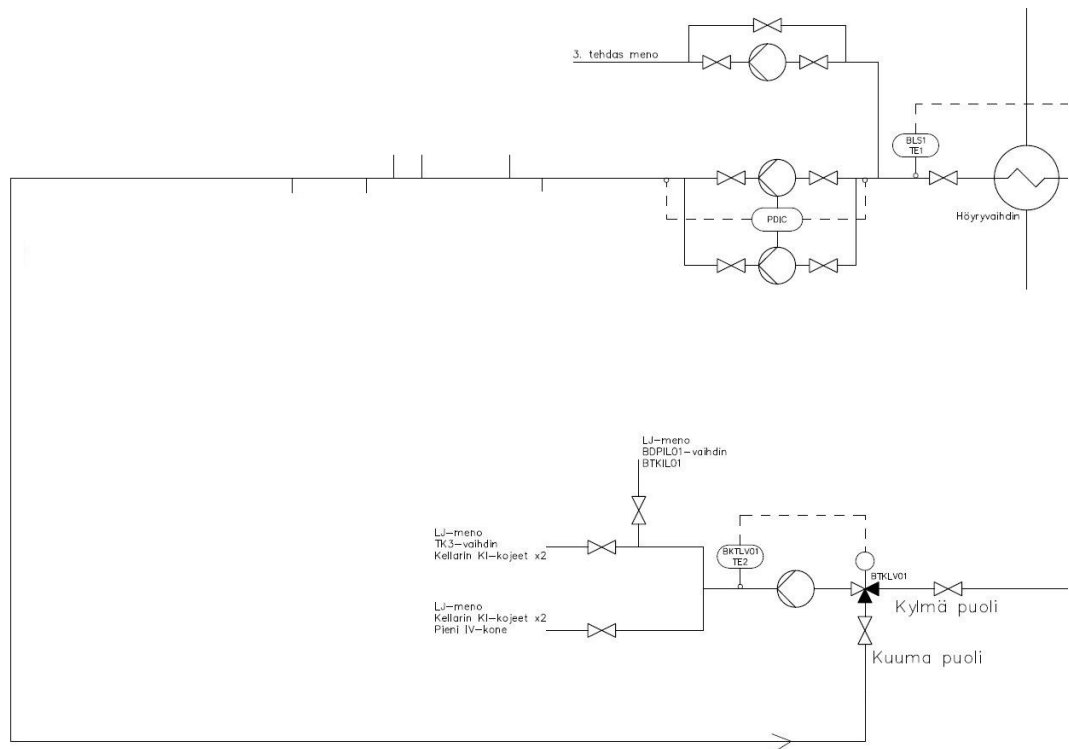 3. tehdas meno
BLS1
TE1
Höyryvaihdin
PDIC
LJ-meno
BDPIL01-vaihdin
BTKIL01
LJ-meno
TK3-vaihdin
Kellarin KI-kojeet x2
BKTLV01
TE2
BTKLV01
Kylmä puoli
LJ-meno
Kellarin KI-kojeet x2
Pieni IV-kone
Kuuma puoli